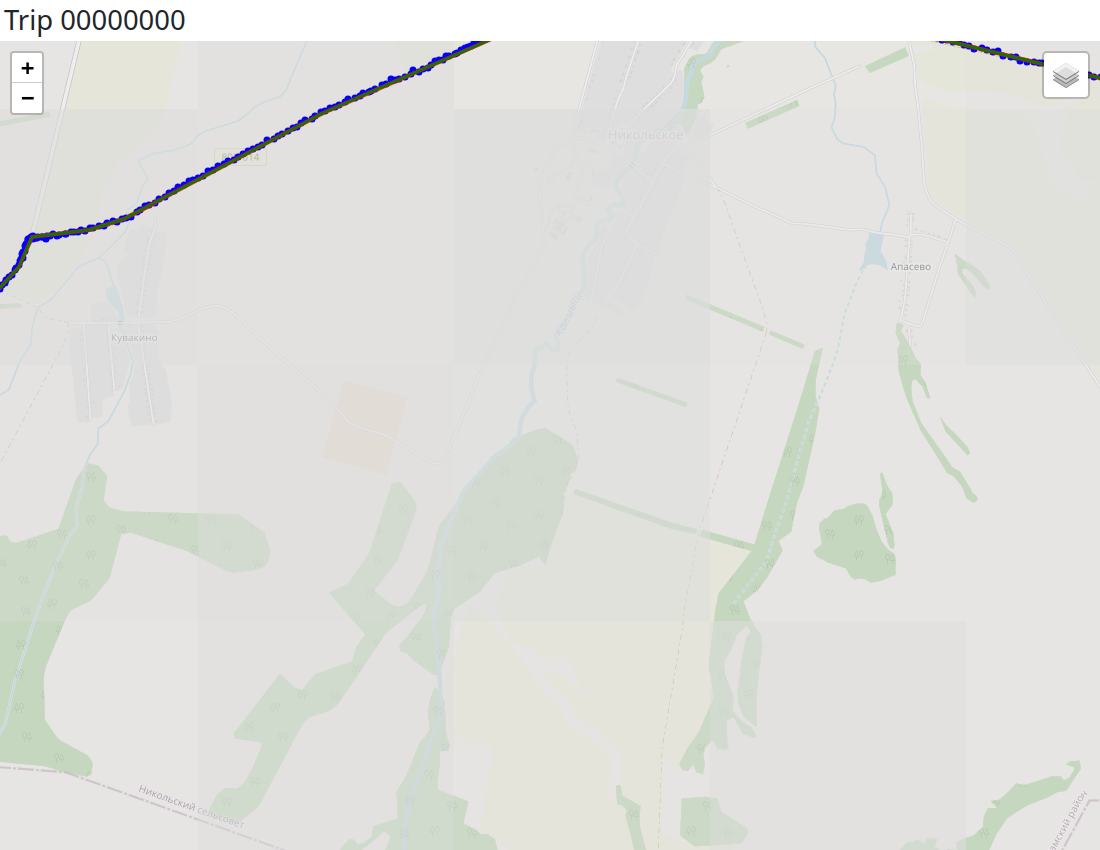 Trip 00000000
+
−
Никольское
Апасево
Кувакино
Никольский сельсовет